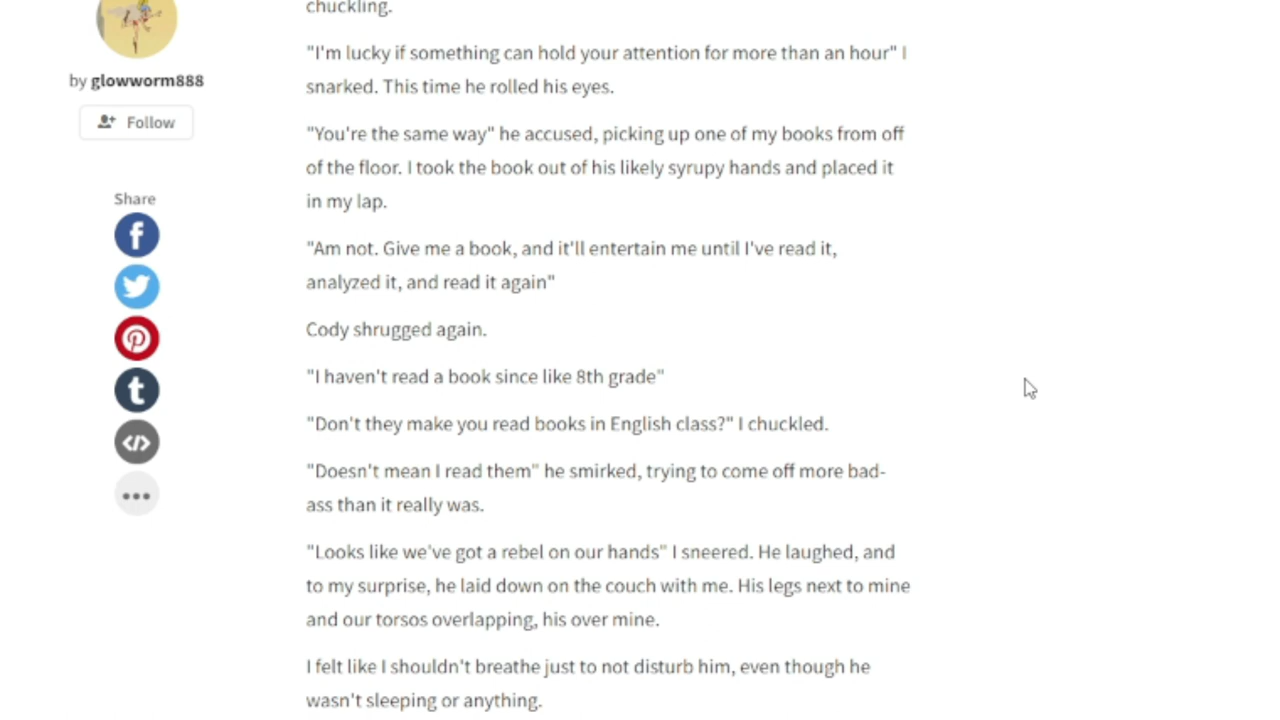 chuckling.
"I'm lucky if something can hold your attention for more than an hour" I
snarked. This time he rolled his eyes.
by glowworm888
Follow
"You're the same way" he accused, picking up one of my books from off
of the floor. I took the book out of his likely syrupy hands and placed it
in my lap.
Share
"Am not. Give me a book, and it'll entertain me until I've read it,
analyzed it, and read it again"
Cody shrugged again.
"I haven't read a book since like 8th grade"
"Don't they make you read books in English class?" I chuckled.
"Doesn't mean I read them" he smirked, trying to come off more bad-
ass than it really was.
"Looks like we've got a rebel on our hands" I sneered. He laughed, and
to my surprise, he laid down on the couch with me. His legs next to mine
and our torsos overlapping, his over mine.
I felt like I shouldn't breathe just to not disturb him, even though he
wasn't sleeping or anything.